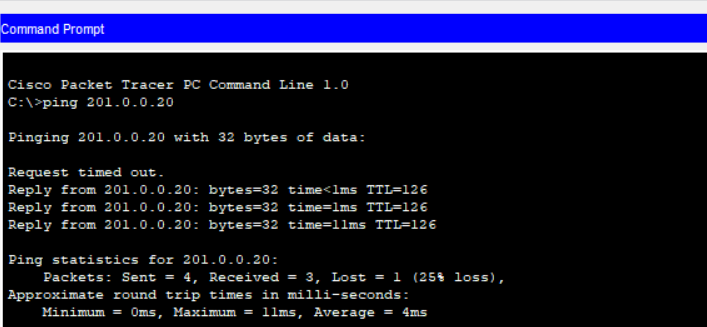 Command Prompt
Cisco Packet Tracer PC Command Line 1.0
C:\>ping 201.0.0.20
Pinging 201.0.0.20 with 32 bytes of data:
Request timed out.
Reply from 201.0.0.20: bytes=32 time<1ms TTL=126
Reply from 201.0.0.20: bytes=32 time=1ms TTL=126
Reply from 201.0.0.20: bytes=32 time=11ms TTL=126
Ping statistics for 201.0.0.20:
Packets: Sent = 4, Received = 3, Lost = 1 (25% loss),
Approximate round trip times in milli-seconds:
Minimum = 0ms, Maximum = 11ms, Average = 4ms